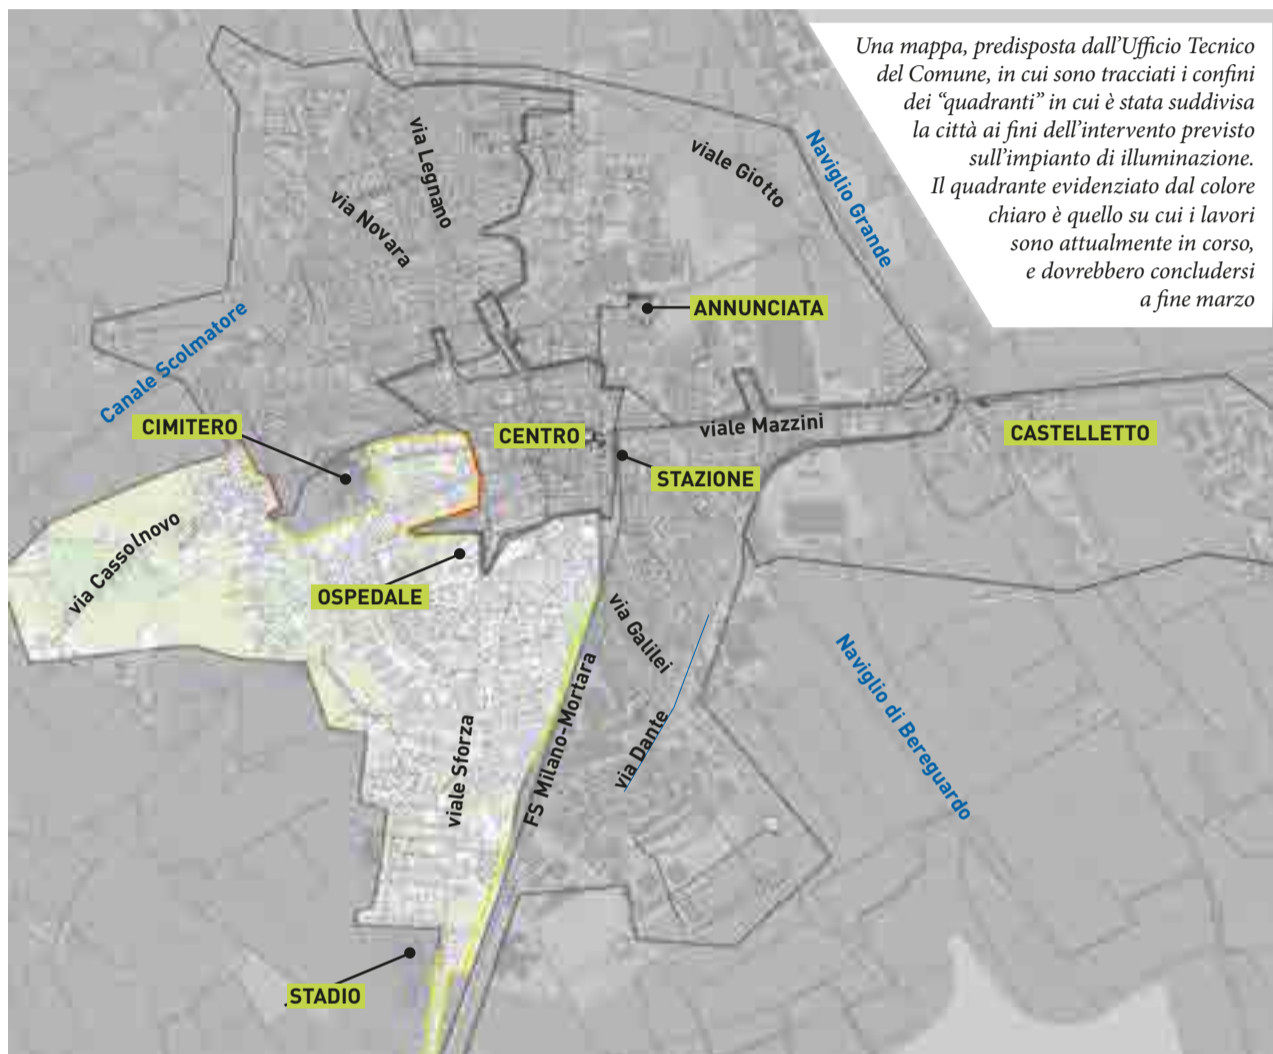 Una mappa, predisposta dall’Ufficio Tecnico
del Comune, in cui sono tracciati i confini
dei “quadranti” in cui è stata suddivisa
la città ai fini dell’intervento previsto
sull’impianto di illuminazione.
Il quadrante evidenziato dal colore
chiaro è quello su cui i lavori
sono attualmente in corso,
e dovrebbero concludersi
a fine marzo
via Legnano
via Novara
viale Giotto
Naviglio Grande
ANNUNCIATA
Canale Scolmatore
CIMITERO
CENTRO
viale Mazzini
CASTELLETTO
STAZIONE
via Cassolnovo
OSPEDALE
via Galilei
FS Milano-Mortara
viale Sforza
via Dante
Naviglio di Bereguardo
STADIO